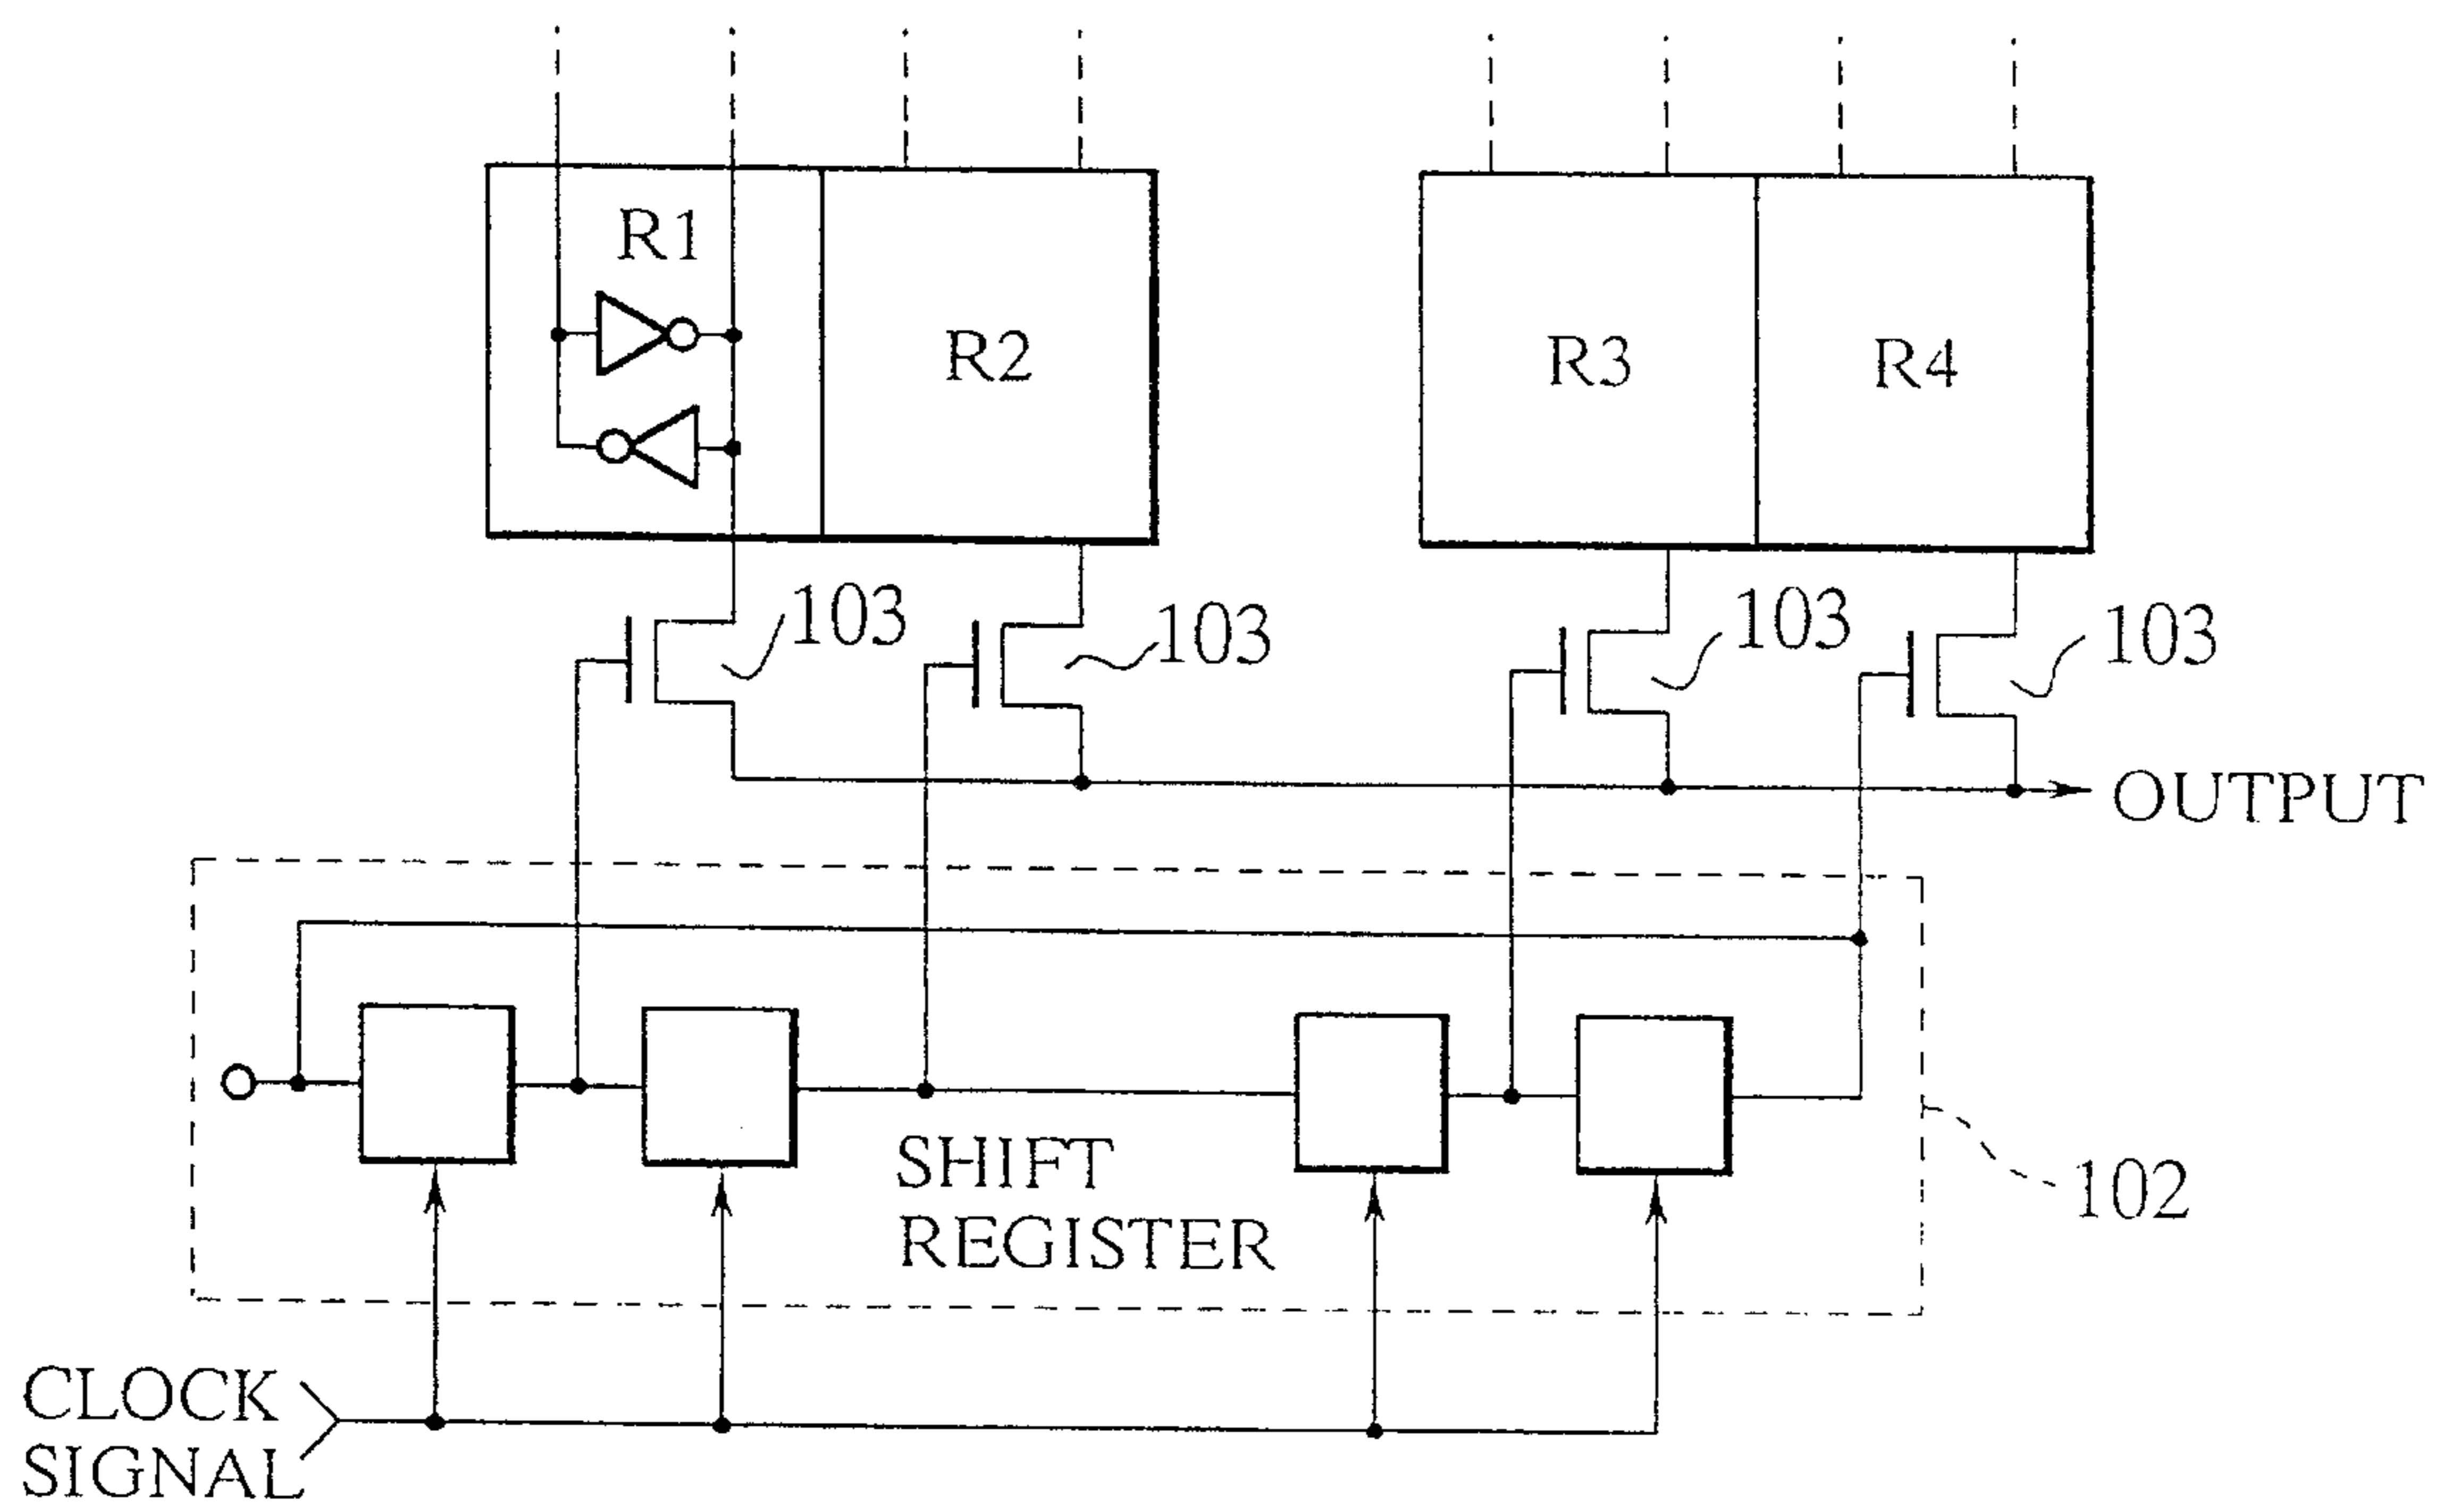 R1
R2
R3
R4
103
103
103
103
OUTPUT
SHIFT
REGISTER
102
CLOCK
SIGNAL